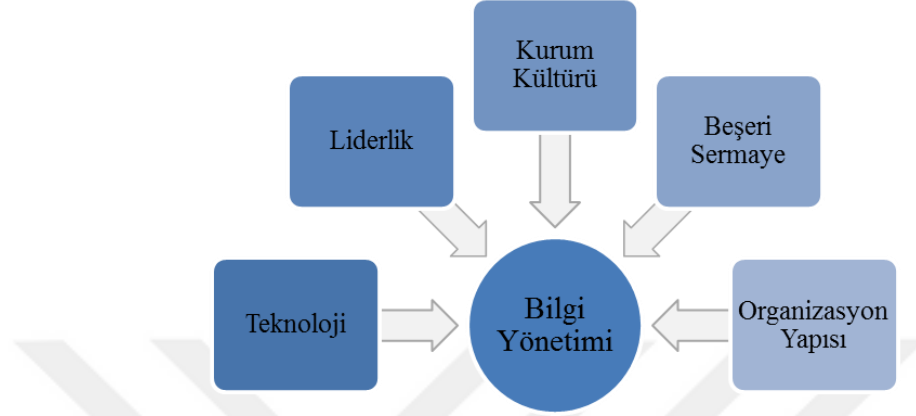 Kurum
Kültürü
Liderlik
Beşeri
Sermaye
Teknoloji
Bilgi
Yönetimi
Organizasyon
Yapısı